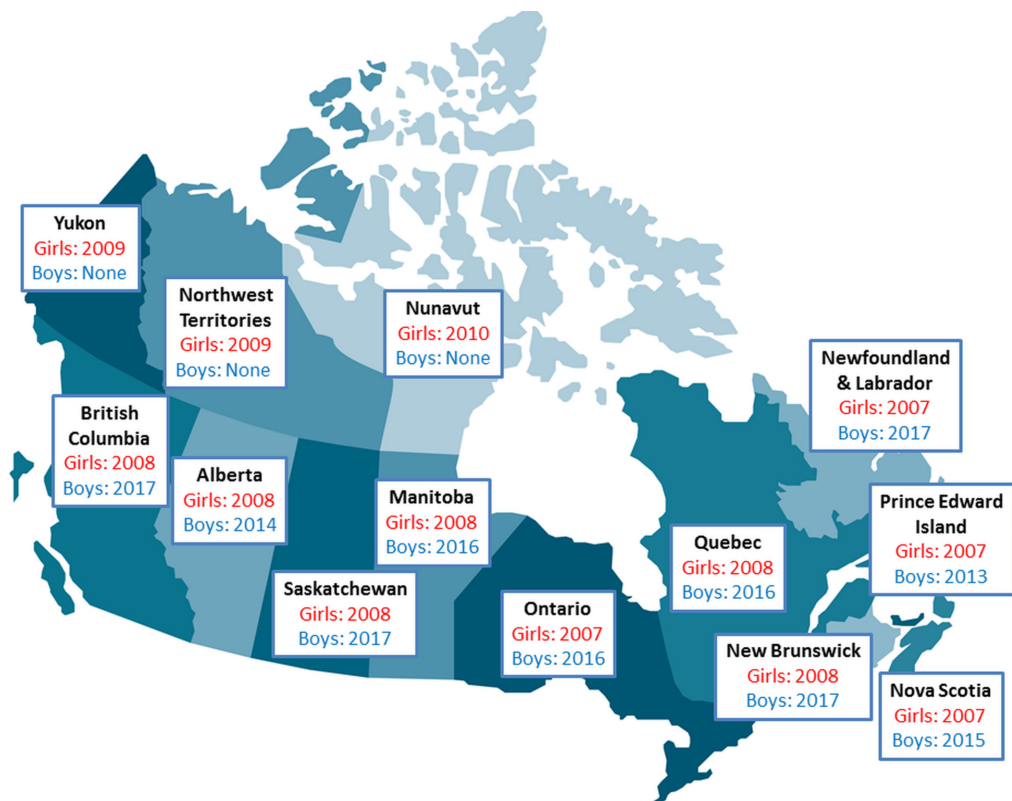 Yukon
Girls: 2009
Boys: None
Northwest
Territories
Girls: 2009
Boys: None
Nunavut
Girls: 2010
Boys: None
Newfoundland
& Labrador
Girls: 2007
Boys: 2017
British
Columbia
Girls: 2008
Boys: 2017
Alberta
Girls: 2008
Boys: 2014
Manitoba
Girls: 2008
Boys: 2016
Prince Edward
Island
Girls: 2007
Boys: 2013
Quebec
Girls: 2008
Boys: 2016
Saskatchewan
Girls: 2008
Boys: 2017
Ontario
Girls: 2007
Boys: 2016
New Brunswick
Girls: 2008
Boys: 2017
Nova Scotia
Girls: 2007
Boys: 2015